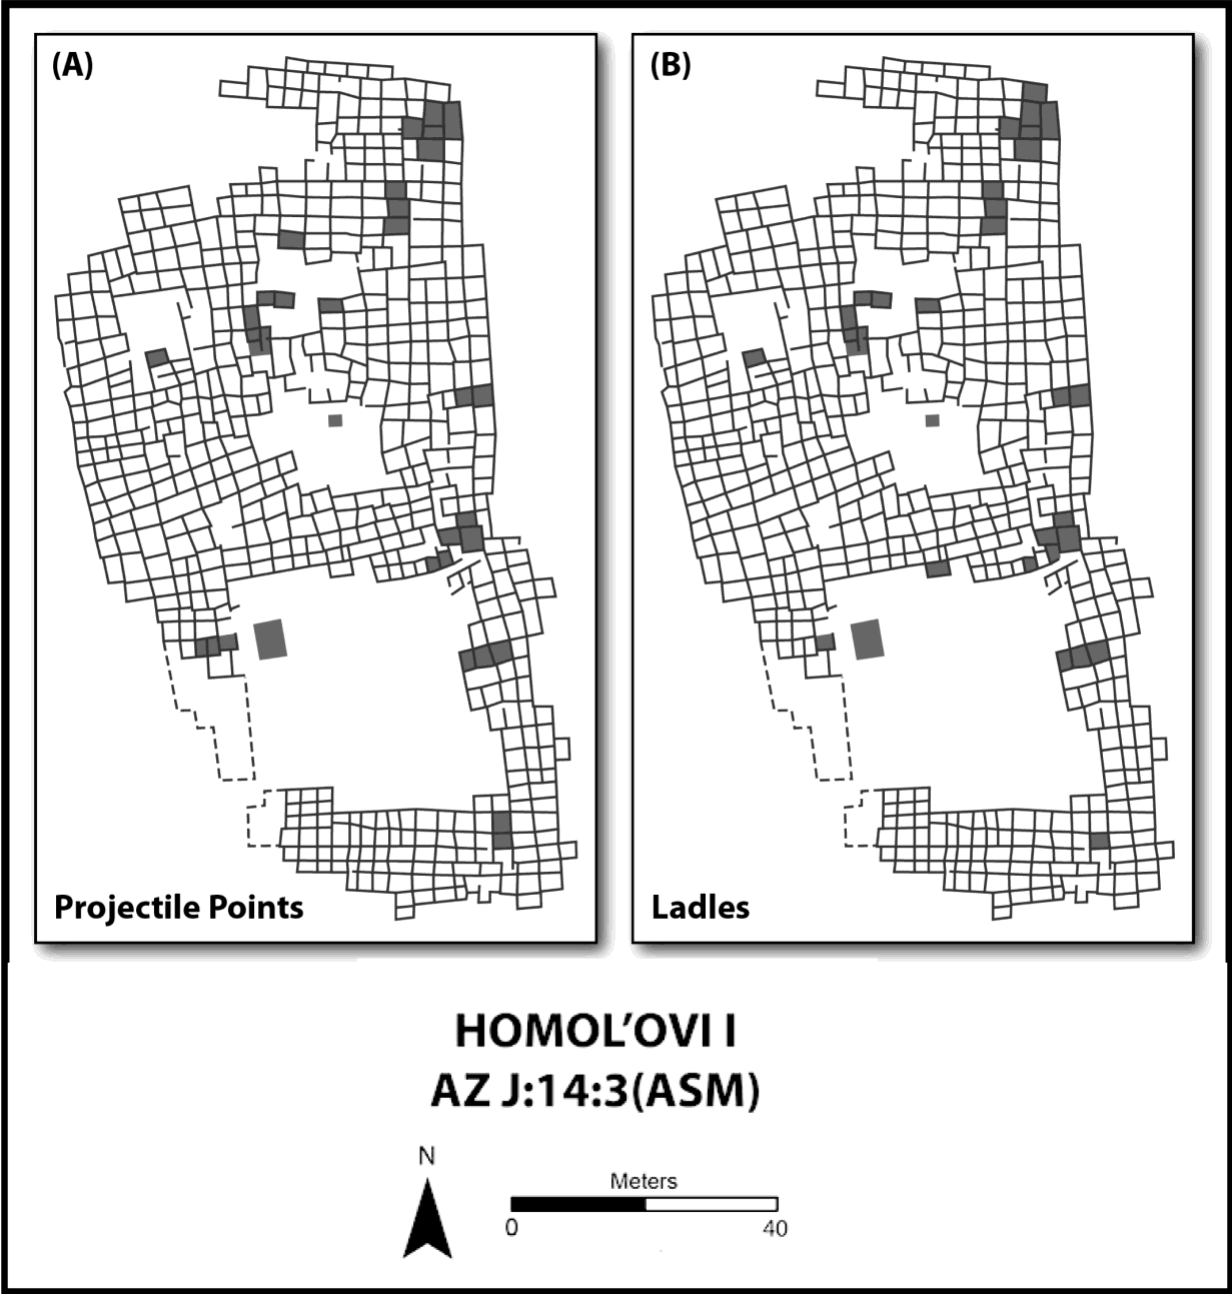 (A)
(B)
Projectile Points
Ladles
HOMOL’OVI I
AZ J:14:3(ASM)
N
Meters
0
40